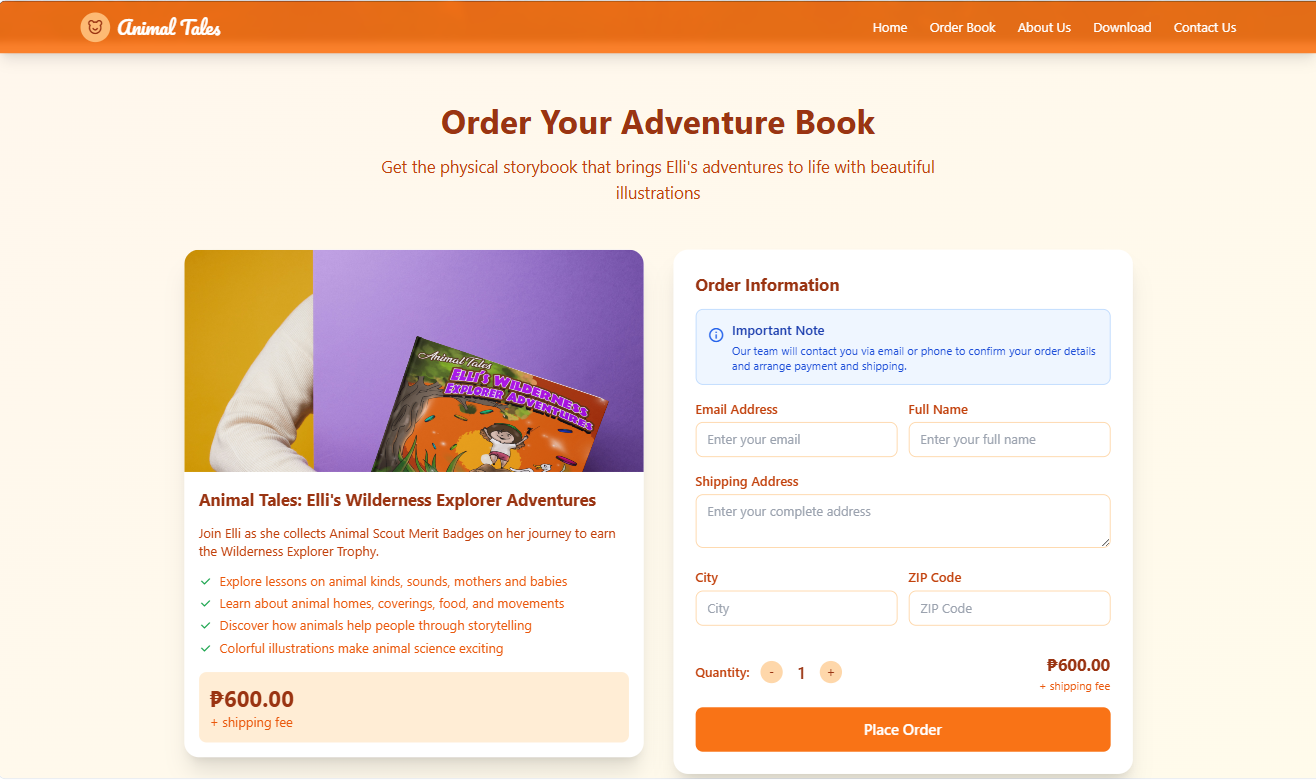 Animal Tales
Home
Order Book
About Us
Download
Contact Us
Order Your Adventure Book
Get the physical storybook that brings Elli's adventures to life with beautiful
illustrations
Animal Tales
ELLI'S WILDERNESS
EXPLORER ADVENTURES
Animal Tales: Elli's Wilderness Explorer Adventures
Join Elli as she collects Animal Scout Merit Badges on her journey to earn
the Wilderness Explorer Trophy.
Explore lessons on animal kinds, sounds, mothers and babies
Learn about animal homes, coverings, food, and movements
Discover how animals help people through storytelling
Colorful illustrations make animal science exciting
₱600.00
+ shipping fee
Order Information
Important Note
Our team will contact you via email or phone to confirm your order details
and arrange payment and shipping.
Email Address
Full Name
Enter your email
Enter your full name
Shipping Address
Enter your complete address
City
ZIP Code
City
ZIP Code
Quantity:
-
1
+
₱600.00
+ shipping fee
Place Order